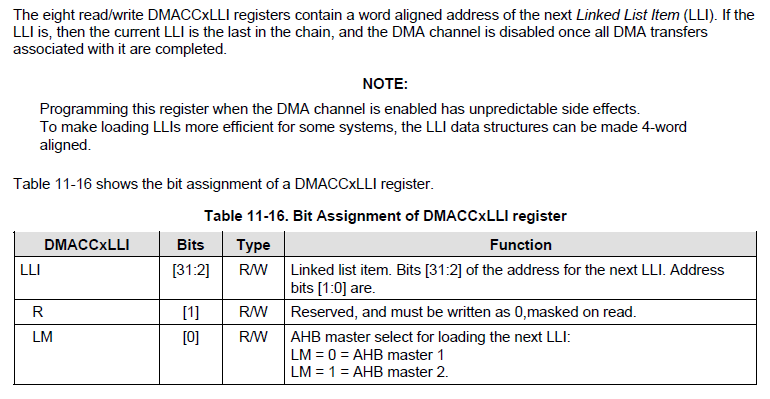 The eight read/write DMACCxLLI registers contain a word aligned address of the next Linked List Item (LLI). If the
LLI is, then the current LLI is the last in the chain, and the DMA channel is disabled once all DMA transfers
associated with it are completed.
NOTE:
Programming this register when the DMA channel is enabled has unpredictable side effects.
To make loading LLIs more efficient for some systems, the LLI data structures can be made 4-word
aligned.
Table 11-16 shows the bit assignment of a DMACCxLLI register.
Table 11-16. Bit Assignment of DMACCxLLI register
DMACCxLLI Bits Type Function
LLI [31:2] R/W Linked list item. Bits [31:2] of the address for the next LLI. Address
bits [1:0] are.
R [1] R/W Reserved, and must be written as 0,masked on read.
LM [0] R/W AHB master select for loading the next LLI:
LM = 0 = AHB master 1
LM = 1 = AHB master 2.